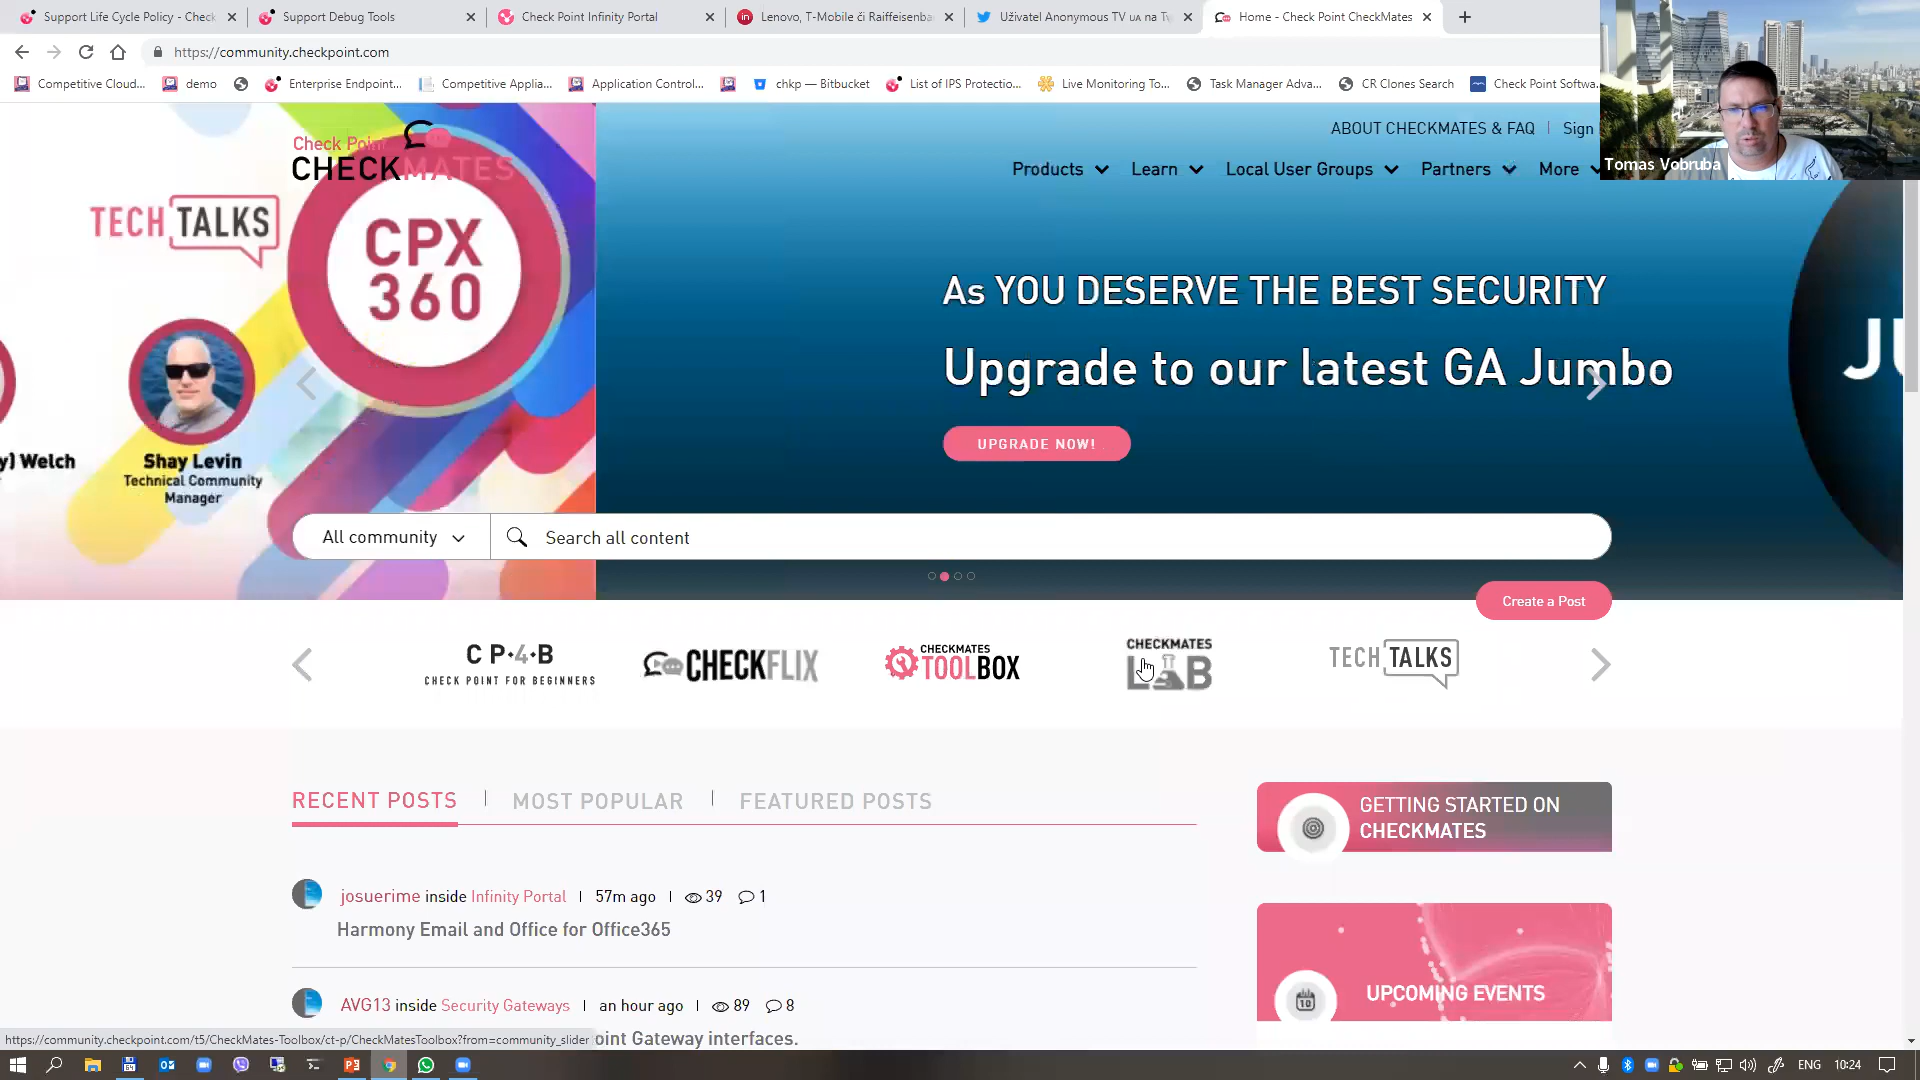 Support Life Cycle Policy - Check
Support Debug Tools
Check Point Infinity Portal
Lenovo, T-Mobile či Raiffeisenba
Uživatel Anonymous TV UA na Tw
Home - Check Point CheckMates
https://community.checkpoint.com
Competitive Cloud...
demo
Enterprise Endpoint...
Competitive Applia...
Application Control...
chkp — Bitbucket
List of IPS Protectio...
Live Monitoring To...
Task Manager Adva...
CR Clones Search
Check Point Softwa...
Tomas Vobruba
ABOUT CHECKMATES & FAQ
Sign
Check Point
CHECKMATES
Products
Learn
Local User Groups
Partners
More
TECH TALKS
CPX
360
y) Welch
Shay Levin
Technical Community
Manager
As YOU DESERVE THE BEST SECURITY
Upgrade to our latest GA Jumbo
UPGRADE NOW!
JU
All community
Search all content
Create a Post
CP·4·B
CHECK POINT FOR BEGINNERS
CHECKFLIX
CHECKMATES
TOOLBOX
CHECKMATES
LAB
TECH TALKS
RECENT POSTS
MOST POPULAR
FEATURED POSTS
GETTING STARTED ON
CHECKMATES
josuerime inside Infinity Portal | 57m ago | 39 1
Harmony Email and Office for Office365
AVG13 inside Security Gateways | an hour ago | 89 8
oint Gateway interfaces.
10
UPCOMING EVENTS
https://community.checkpoint.com/t5/CheckMates-Toolbox/ct-p/CheckMatesToolbox?from=community_slider
ENG
10:24